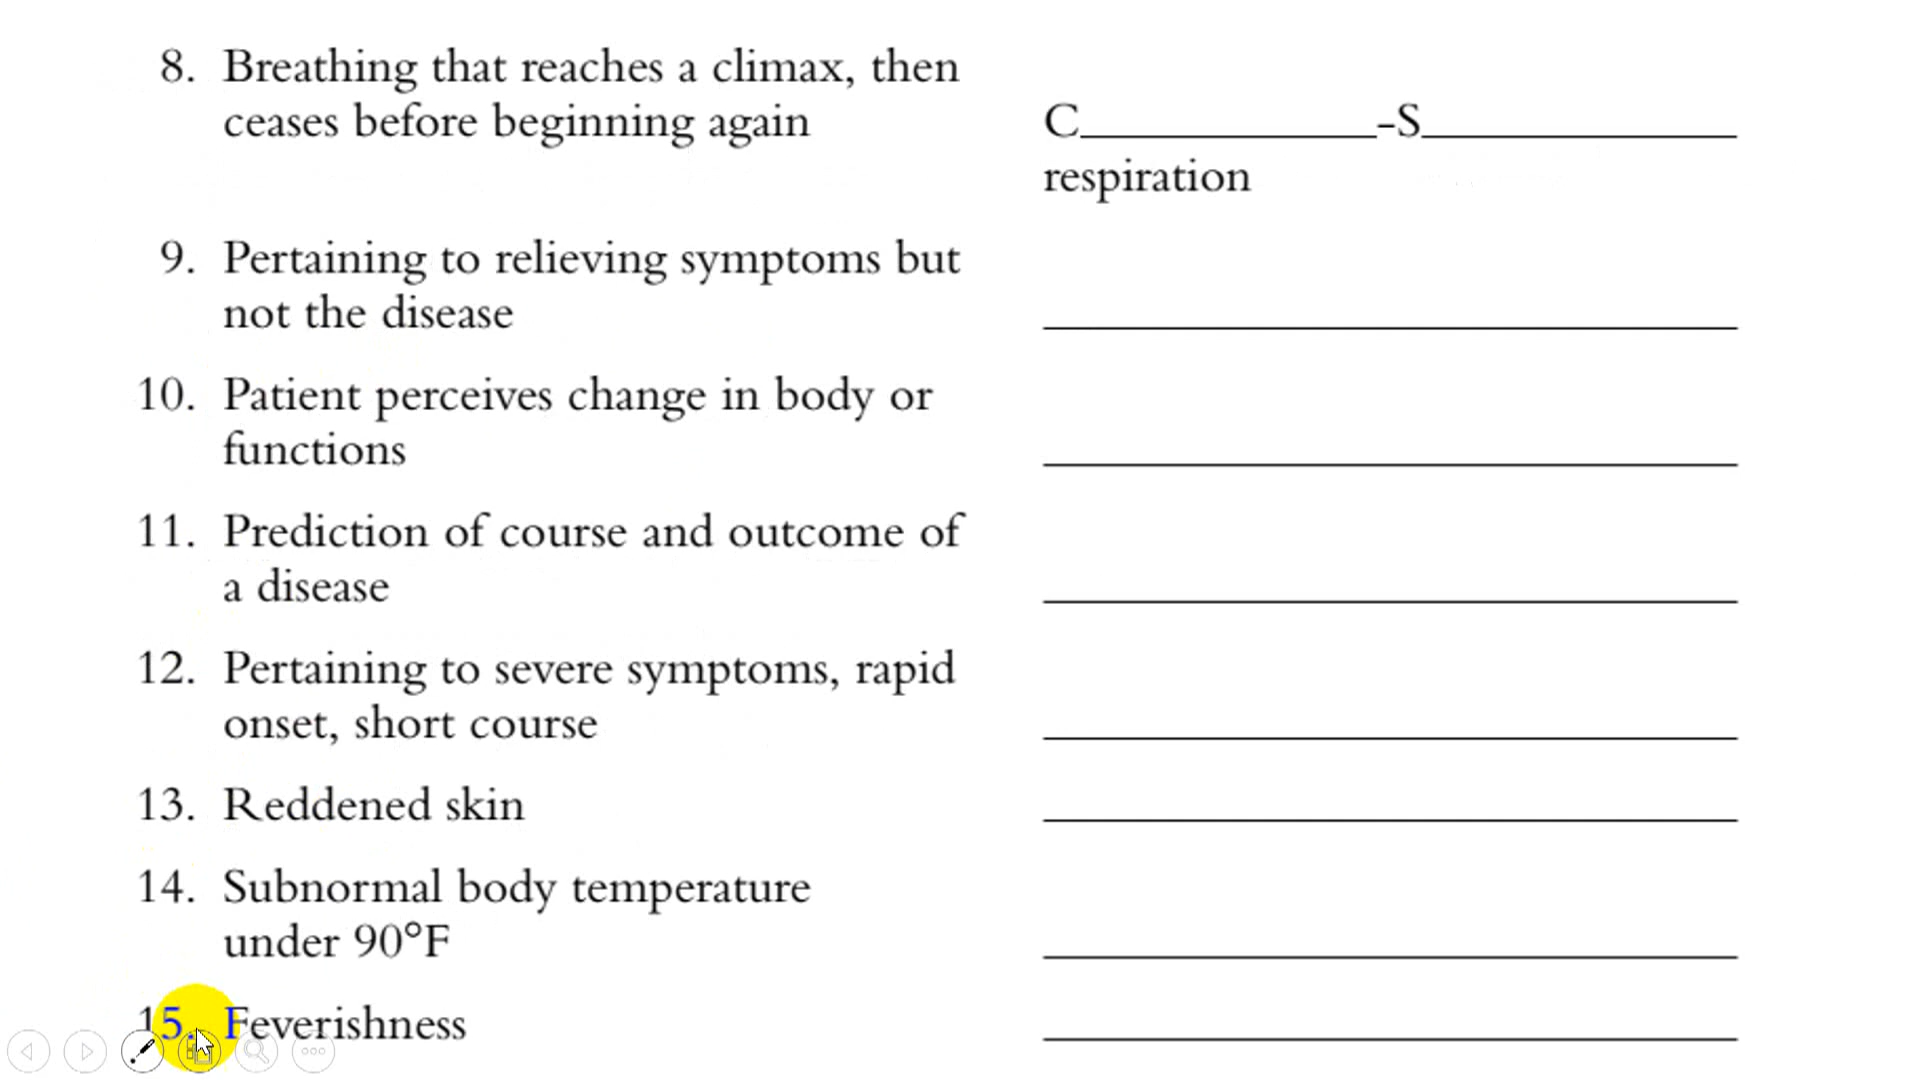 8. Breathing that reaches a climax, then
ceases before beginning again
C____________-S____________
respiration
9. Pertaining to relieving symptoms but
not the disease
10. Patient perceives change in body or
functions
11. Prediction of course and outcome of
a disease
12. Pertaining to severe symptoms, rapid
onset, short course
13. Reddened skin
14. Subnormal body temperature
under 90°F
15. Feverishness